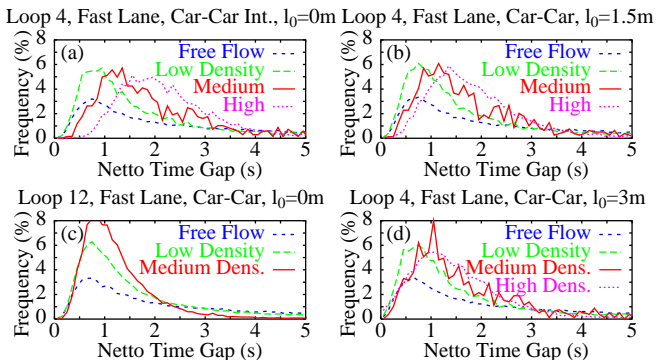 Loop 4, Fast Lane, Car-Car Int., l₀=0m
Loop 4, Fast Lane, Car-Car Int., l₀=1.5m
Frequency (%)
8
6
4
2
0
(a)
Free Flow
Low Density
Medium
High
0 1 2 3 4 5
Netto Time Gap (s)
Frequency (%)
8
6
4
2
0
(b)
Free Flow
Low Density
Medium
High
0 1 2 3 4 5
Netto Time Gap (s)
Loop 12, Fast Lane, Car-Car, l₀=0m
Loop 4, Fast Lane, Car-Car, l₀=3m
Frequency (%)
8
6
4
2
0
(c)
Free Flow
Low Density
Medium Dens.
0 1 2 3 4 5
Netto Time Gap (s)
Frequency (%)
8
6
4
2
0
(d)
Free Flow
Low Density
Medium Dens.
High Dens.
0 1 2 3 4 5
Netto Time Gap (s)